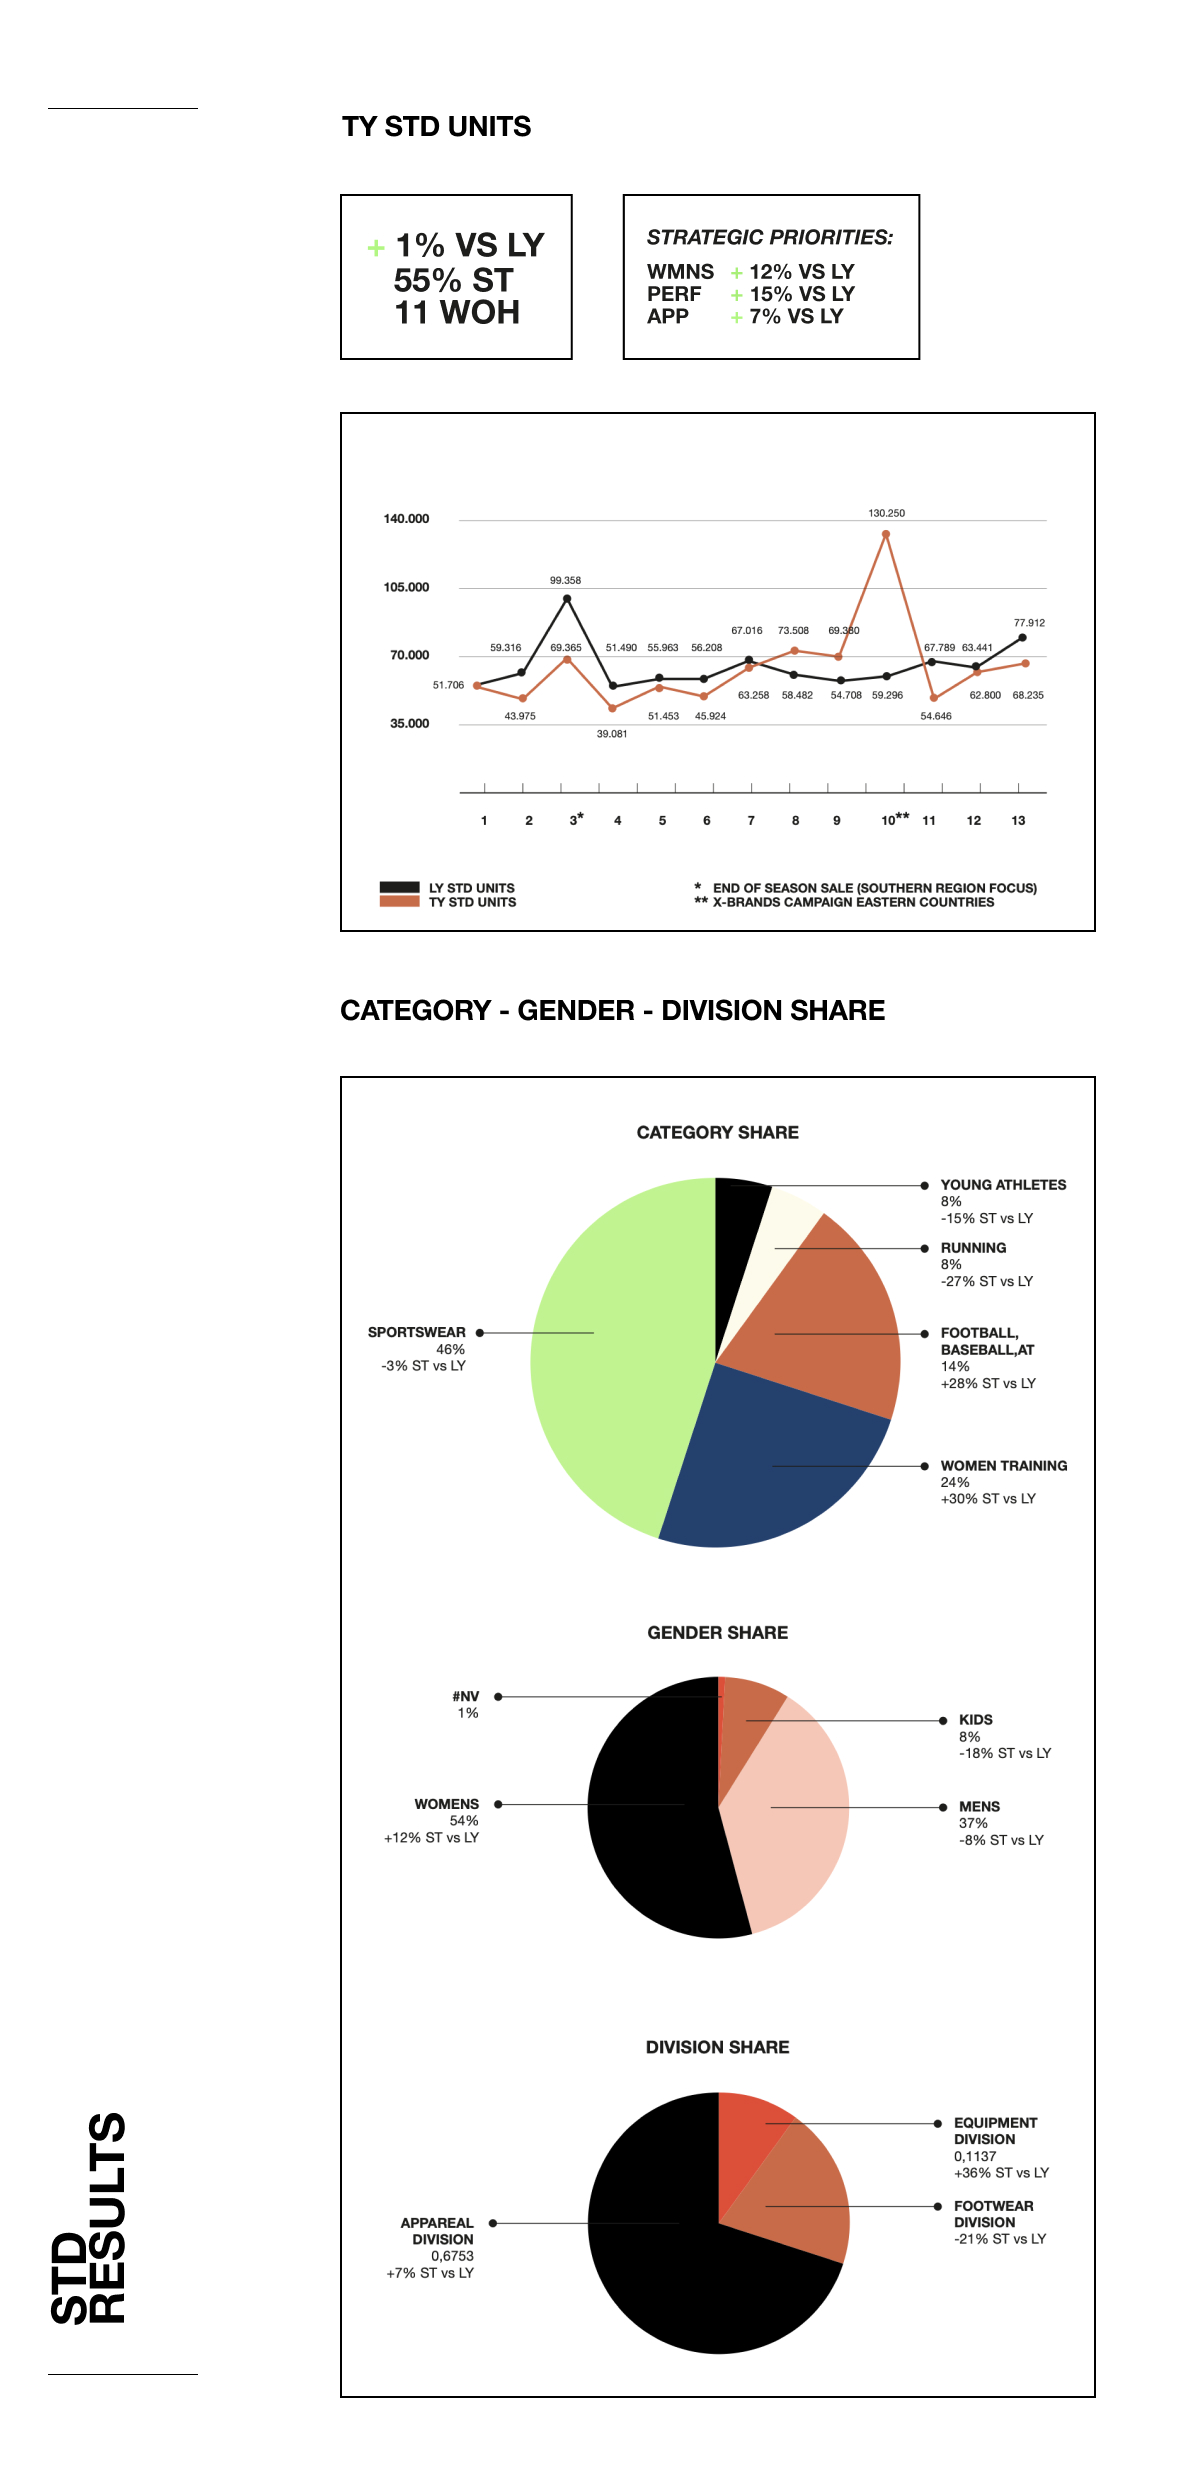 TY STD UNITS
+ 1% VS LY
55% ST
11 WOH
STRATEGIC PRIORITIES:
WMNS + 12% VS LY
PERF + 15% VS LY
APP + 7% VS LY
130.250
140.000
99.358
105.000
67.016 73.508 69.380
77.912
59.316 69.365 51.490 55.963 56.208 67.789 63.441
70.000
51.706
63.258 58.482 54.708 59.296 62.800 68.235
43.975 51.453 45.924 54.646
35.000
39.081
1 2 3* 4 5 6 7 8 9 10** 11 12 13
LY STD UNITS
TY STD UNITS
* END OF SEASON SALE (SOUTHERN REGION FOCUS)
** X-BRANDS CAMPAIGN EASTERN COUNTRIES
CATEGORY - GENDER - DIVISION SHARE
CATEGORY SHARE
YOUNG ATHLETES
8%
-15% ST vs LY
RUNNING
8%
-27% ST vs LY
SPORTSWEAR
46%
-3% ST vs LY
FOOTBALL,
BASEBALL,AT
14%
+28% ST vs LY
WOMEN TRAINING
24%
+30% ST vs LY
GENDER SHARE
#NV
1%
KIDS
8%
-18% ST vs LY
WOMENS
54%
+12% ST vs LY
MENS
37%
-8% ST vs LY
DIVISION SHARE
EQUIPMENT
DIVISION
0,1137
+36% ST vs LY
FOOTWEAR
DIVISION
-21% ST vs LY
APPAREAL
DIVISION
0,6753
+7% ST vs LY
STD
RESULTS